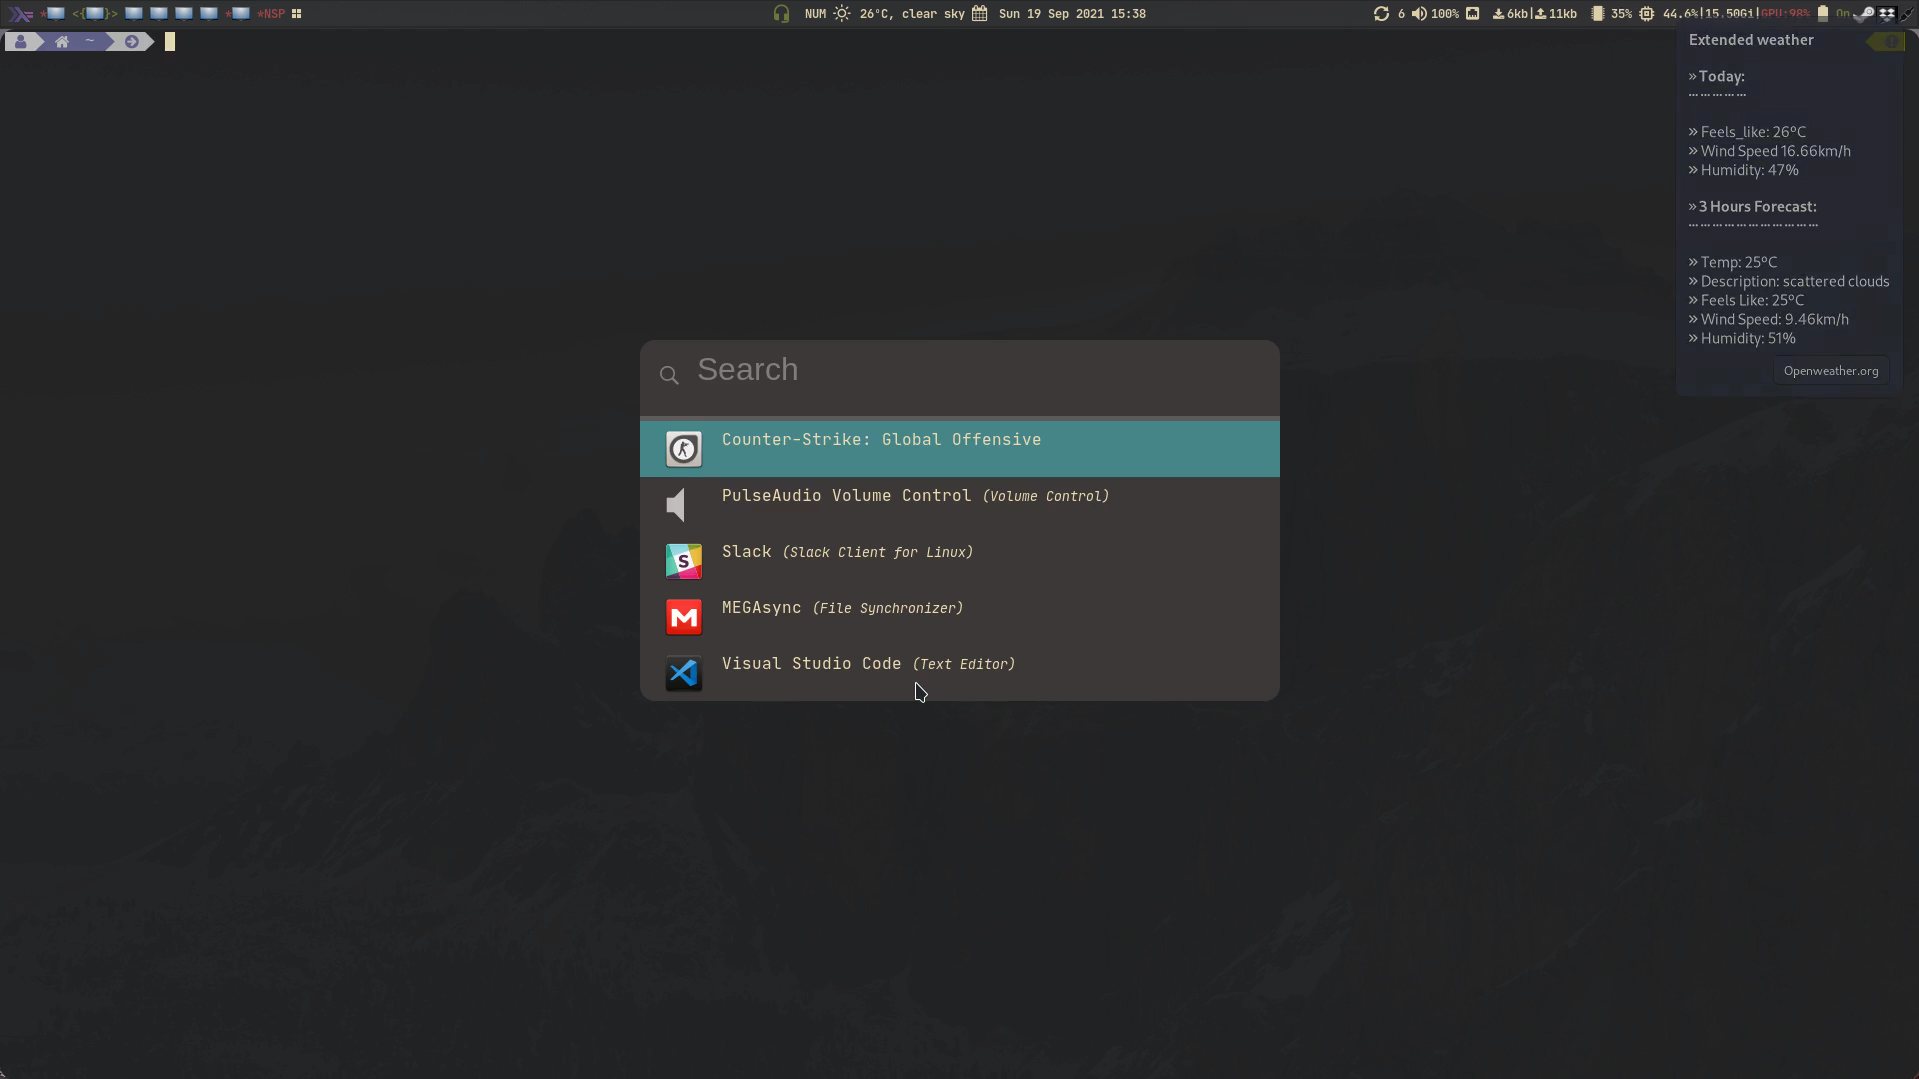 *  <{ }>  *  *NSP  NUM  26°C, clear sky  Sun 19 Sep 2021 15:38  6  100%  6kb| 11kb  35%  44.6%|15.50Gi|GPU:98%  On
~
Extended weather
» Today:
» Feels_like: 26°C
» Wind Speed 16.66km/h
» Humidity: 47%
» 3 Hours Forecast:
» Temp: 25°C
» Description: scattered clouds
» Feels Like: 25°C
» Wind Speed: 9.46km/h
» Humidity: 51%
Openweather.org
Search
Counter-Strike: Global Offensive
PulseAudio Volume Control (Volume Control)
Slack (Slack Client for Linux)
MEGAsync (File Synchronizer)
Visual Studio Code (Text Editor)